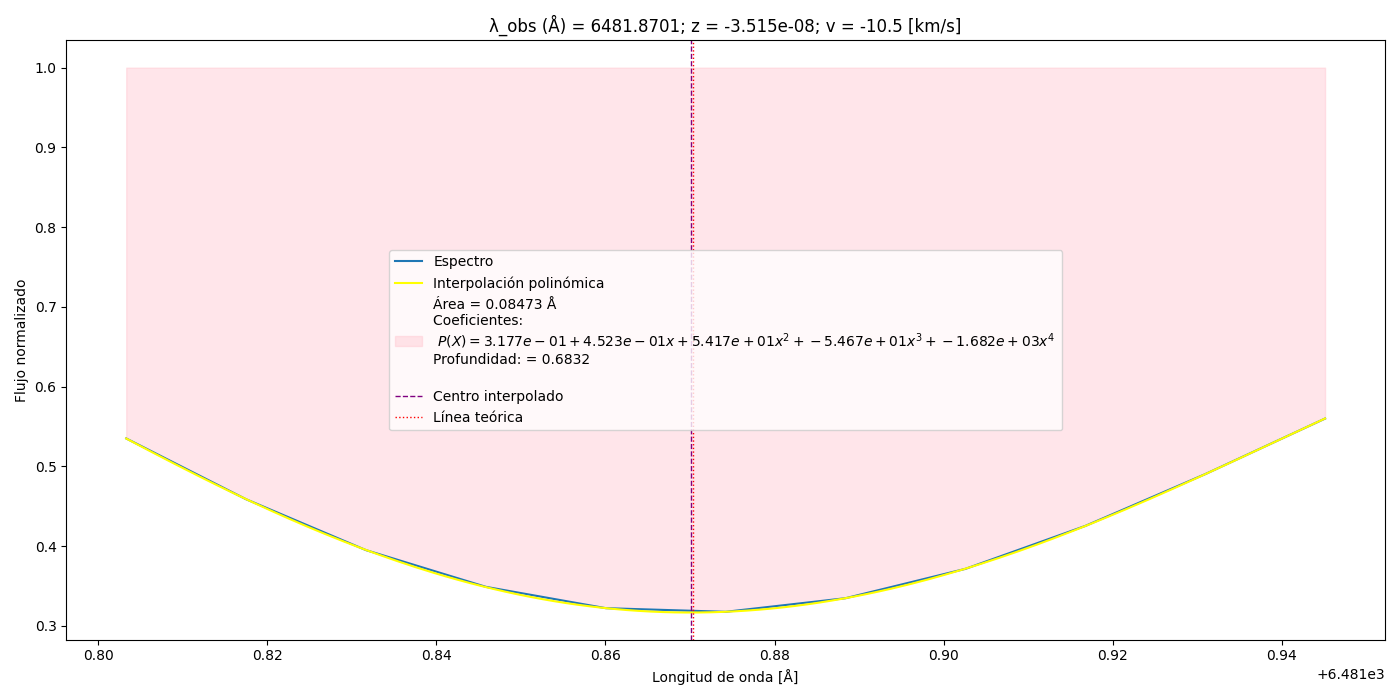 λ_obs (Å) = 6481.8701; z = -3.515e-08; v = -10.5 [km/s]
Flujo normalizado
1.0
0.9
0.8
0.7
0.6
0.5
0.4
0.3
Espectro
Interpolación polinómica
Área = 0.08473 Å
Coeficientes:
P(X) = 3.177e − 01 + 4.523e − 01x + 5.417e + 01x² + −5.467e + 01x³ + −1.682e + 03x⁴
Profundidad: = 0.6832
Centro interpolado
Línea teórica
0.80 0.82 0.84 0.86 0.88 0.90 0.92 0.94
+6.481e3
Longitud de onda [Å]